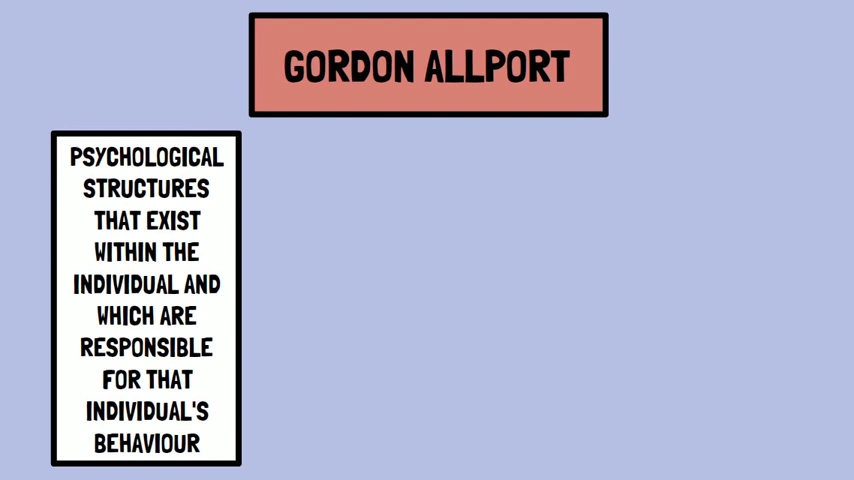 GORDON ALLPORT
PSYCHOLOGICAL
STRUCTURES
THAT EXIST
WITHIN THE
INDIVIDUAL AND
WHICH ARE
RESPONSIBLE
FOR THAT
INDIVIDUAL'S
BEHAVIOUR